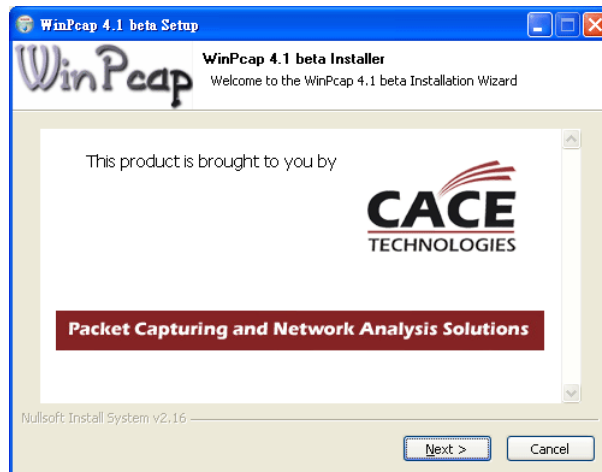 WinPcap 4.1 beta Setup
WinPcap
WinPcap 4.1 beta Installer
Welcome to the WinPcap 4.1 beta Installation Wizard
This product is brought to you by
CACE
TECHNOLOGIES
Packet Capturing and Network Analysis Solutions
Nullsoft Install System v2.16
Next >
Cancel